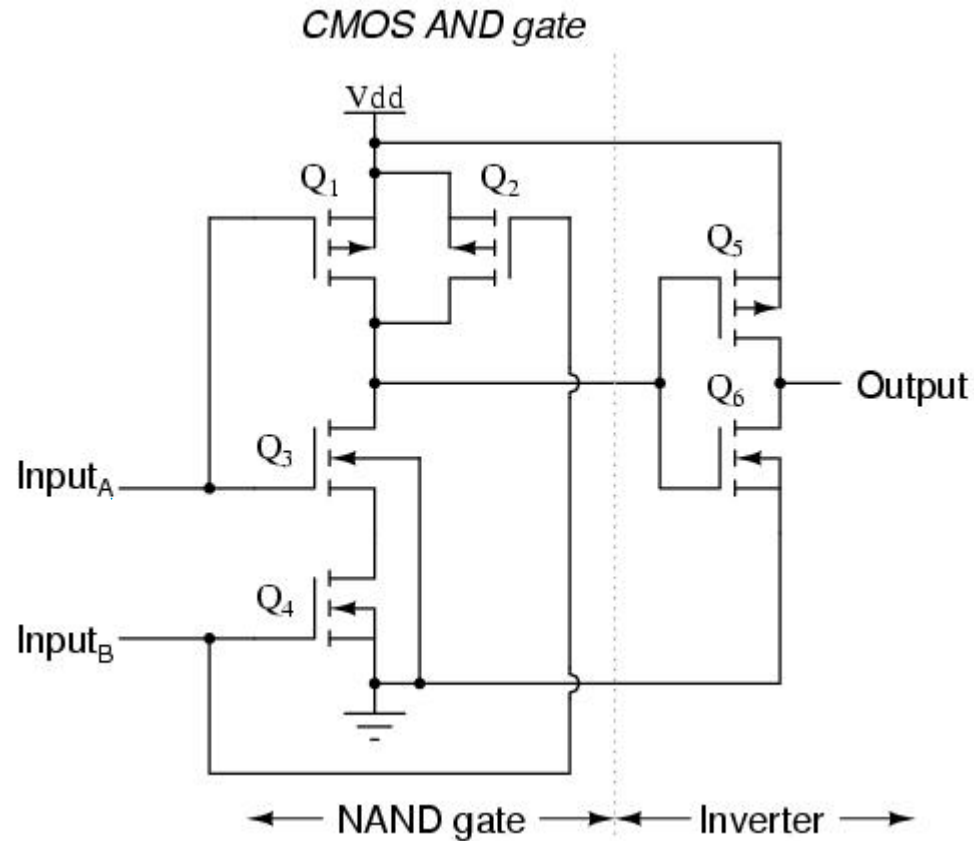 CMOS AND gate
Vdd
Q1
Q2
Q5
Q6
Output
Q3
InputA
Q4
InputB
NAND gate
Inverter